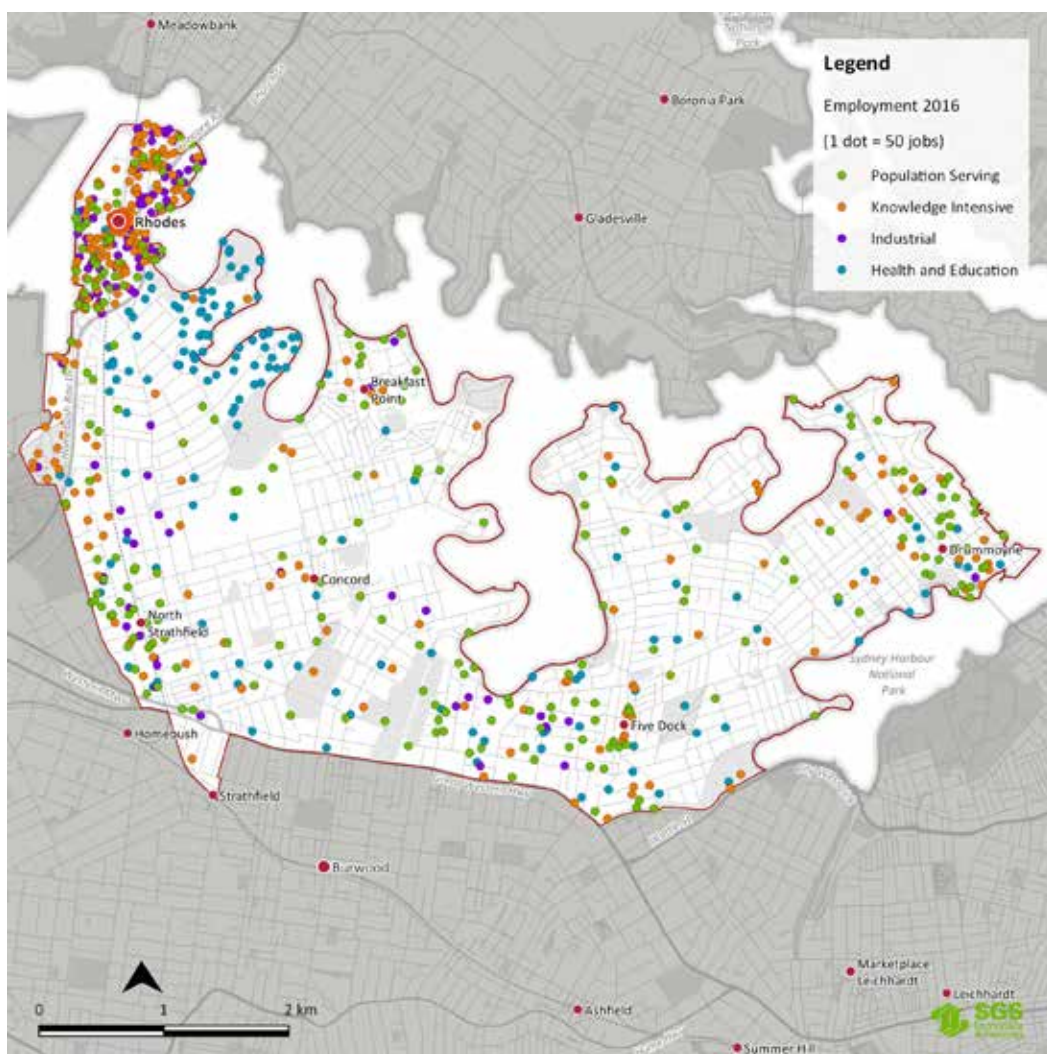 Meadowbank
Legend
Employment 2016
(1 dot = 50 jobs)
Population Serving
Knowledge Intensive
Industrial
Health and Education
Boronia Park
Gladesville
Rhodes
Breakfast
Point
Concord
North
Strathfield
Drummoyne
Sydney Harbour
National
Park
Five Dock
Homebush
Strathfield
Burwood
Marketplace
Leichhardt
Leichhardt
Ashfield
Summer Hill
0 1 2 km
SGS